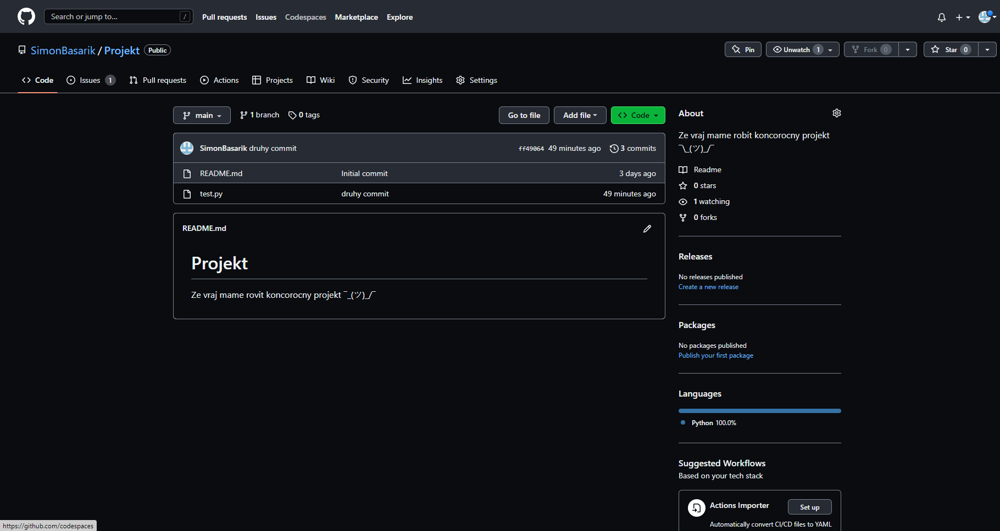 Search or jump to... /
Pull requests Issues Codespaces Marketplace Explore
SimonBasarik / Projekt Public
Pin
Unwatch 1
Fork 0
Star 0
Code
Issues 1
Pull requests
Actions
Projects
Wiki
Security
Insights
Settings
main
1 branch
0 tags
Go to file
Add file
Code
SimonBasarik druhy commit ff49064 49 minutes ago 3 commits
README.md Initial commit 3 days ago
test.py druhy commit 49 minutes ago
README.md
Projekt
Ze vraj mame rovit koncorocny projekt ¯_(ツ)_/¯
About
Ze vraj mame robit koncorocny projekt
¯\_(ツ)_/¯
Readme
0 stars
1 watching
0 forks
Releases
No releases published
Create a new release
Packages
No packages published
Publish your first package
Languages
Python 100.0%
Suggested Workflows
Based on your tech stack
Actions Importer
Set up
Automatically convert CI/CD files to YAML
https://github.com/codespaces